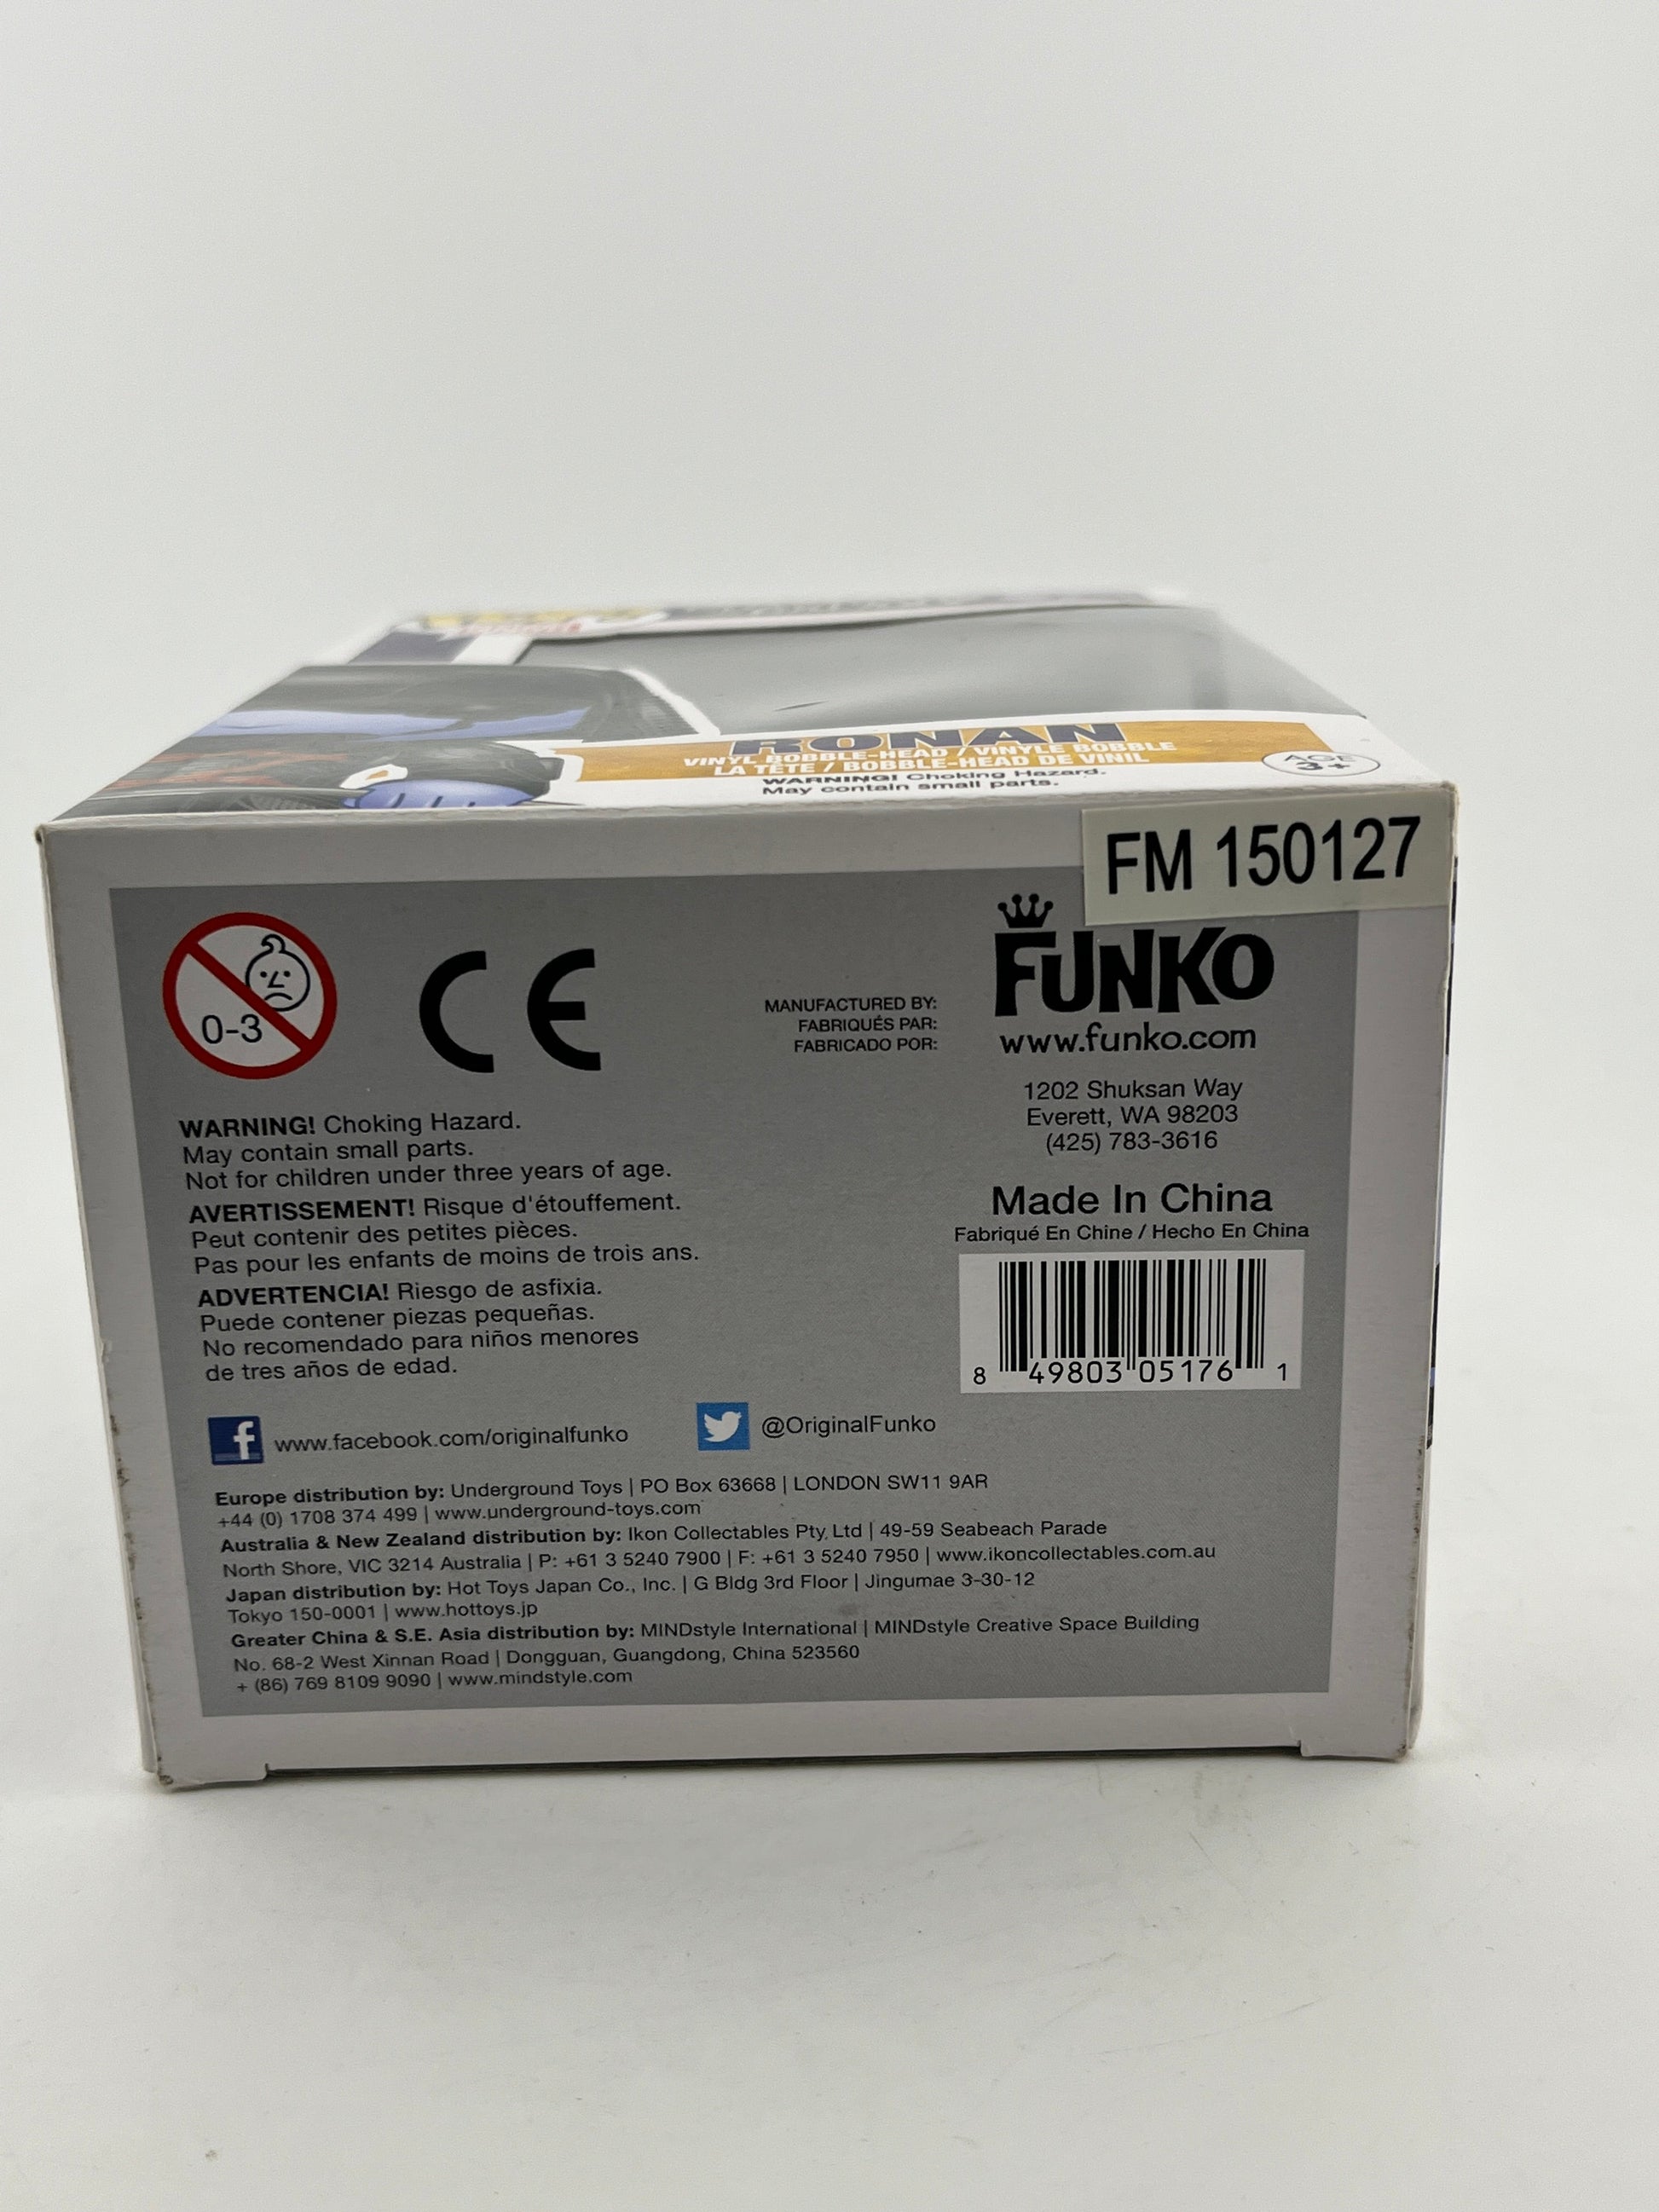 RONAN
VINYL BOBBLE-HEAD / VINYLE BOBBLE
LA TÊTE / BOBBLE-HEAD DE VINIL
WARNING! Choking Hazard.
May contain small parts.
AGE
3+
FM 150127
0-3
CE
MANUFACTURED BY:
FABRIQUÉS PAR:
FABRICADO POR:
FUNKO
www.funko.com
1202 Shuksan Way
Everett, WA 98203
(425) 783-3616
Made In China
Fabriqué En Chine / Hecho En China
8 49803 05176 1
WARNING! Choking Hazard.
May contain small parts.
Not for children under three years of age.
AVERTISSEMENT! Risque d'étouffement.
Peut contenir des petites pièces.
Pas pour les enfants de moins de trois ans.
ADVERTENCIA! Riesgo de asfixia.
Puede contener piezas pequeñas.
No recomendado para niños menores
de tres años de edad.
f www.facebook.com/originalfunko
@OriginalFunko
Europe distribution by: Underground Toys | PO Box 63668 | LONDON SW11 9AR
+44 (0) 1708 374 499 | www.underground-toys.com
Australia & New Zealand distribution by: Ikon Collectables Pty, Ltd | 49-59 Seabeach Parade
North Shore, VIC 3214 Australia | P: +61 3 5240 7900 | F: +61 3 5240 7950 | www.ikoncollectables.com.au
Japan distribution by: Hot Toys Japan Co., Inc. | G Bldg 3rd Floor | Jingumae 3-30-12
Tokyo 150-0001 | www.hottoys.jp
Greater China & S.E. Asia distribution by: MINDstyle International | MINDstyle Creative Space Building
No. 68-2 West Xinnan Road | Dongguan, Guangdong, China 523560
+ (86) 769 8109 9090 | www.mindstyle.com